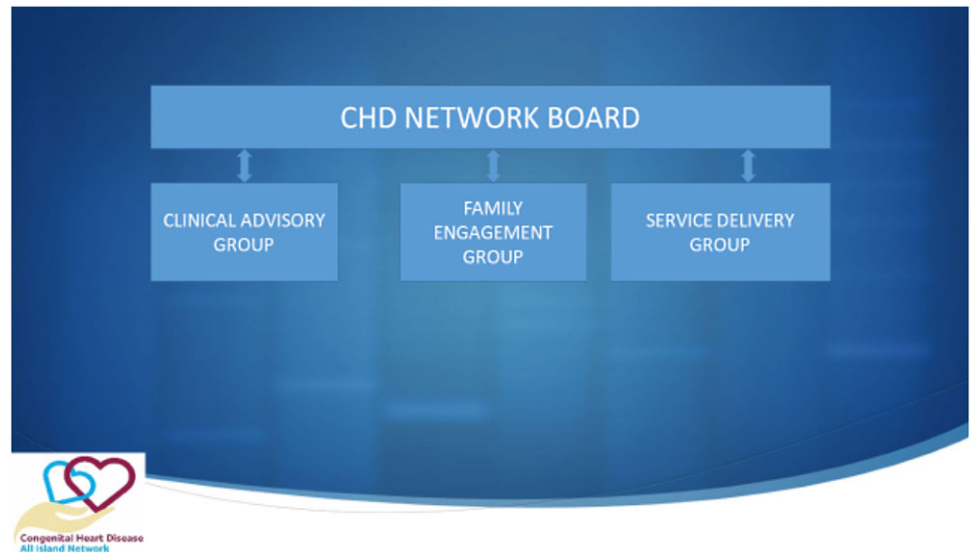 CHD NETWORK BOARD
CLINICAL ADVISORY
GROUP
FAMILY
ENGAGEMENT
GROUP
SERVICE DELIVERY
GROUP
Congenital Heart Disease
All Island Network